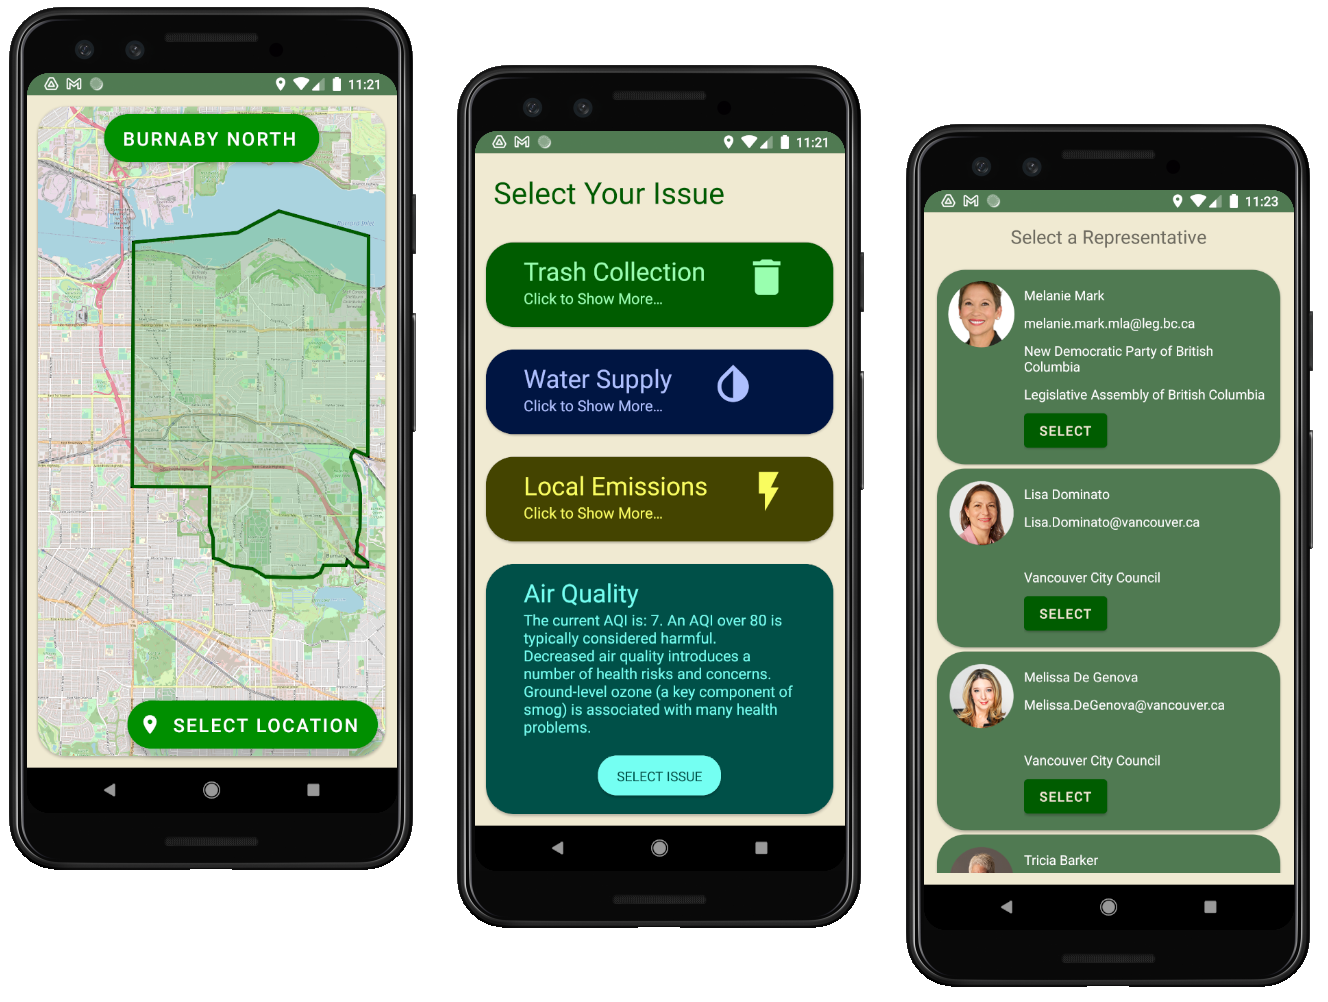 11:21
BURNABY NORTH
SELECT LOCATION
11:21
Select Your Issue
Trash Collection
Click to Show More...
Water Supply
Click to Show More...
Local Emissions
Click to Show More...
Air Quality
The current AQI is: 7. An AQI over 80 is
typically considered harmful.
Decreased air quality introduces a
number of health risks and concerns.
Ground-level ozone (a key component of
smog) is associated with many health
problems.
SELECT ISSUE
11:23
Select a Representative
Melanie Mark
melanie.mark.mla@leg.bc.ca
New Democratic Party of British
Columbia
Legislative Assembly of British Columbia
SELECT
Lisa Dominato
Lisa.Dominato@vancouver.ca
Vancouver City Council
SELECT
Melissa De Genova
Melissa.DeGenova@vancouver.ca
Vancouver City Council
SELECT
Tricia Barker